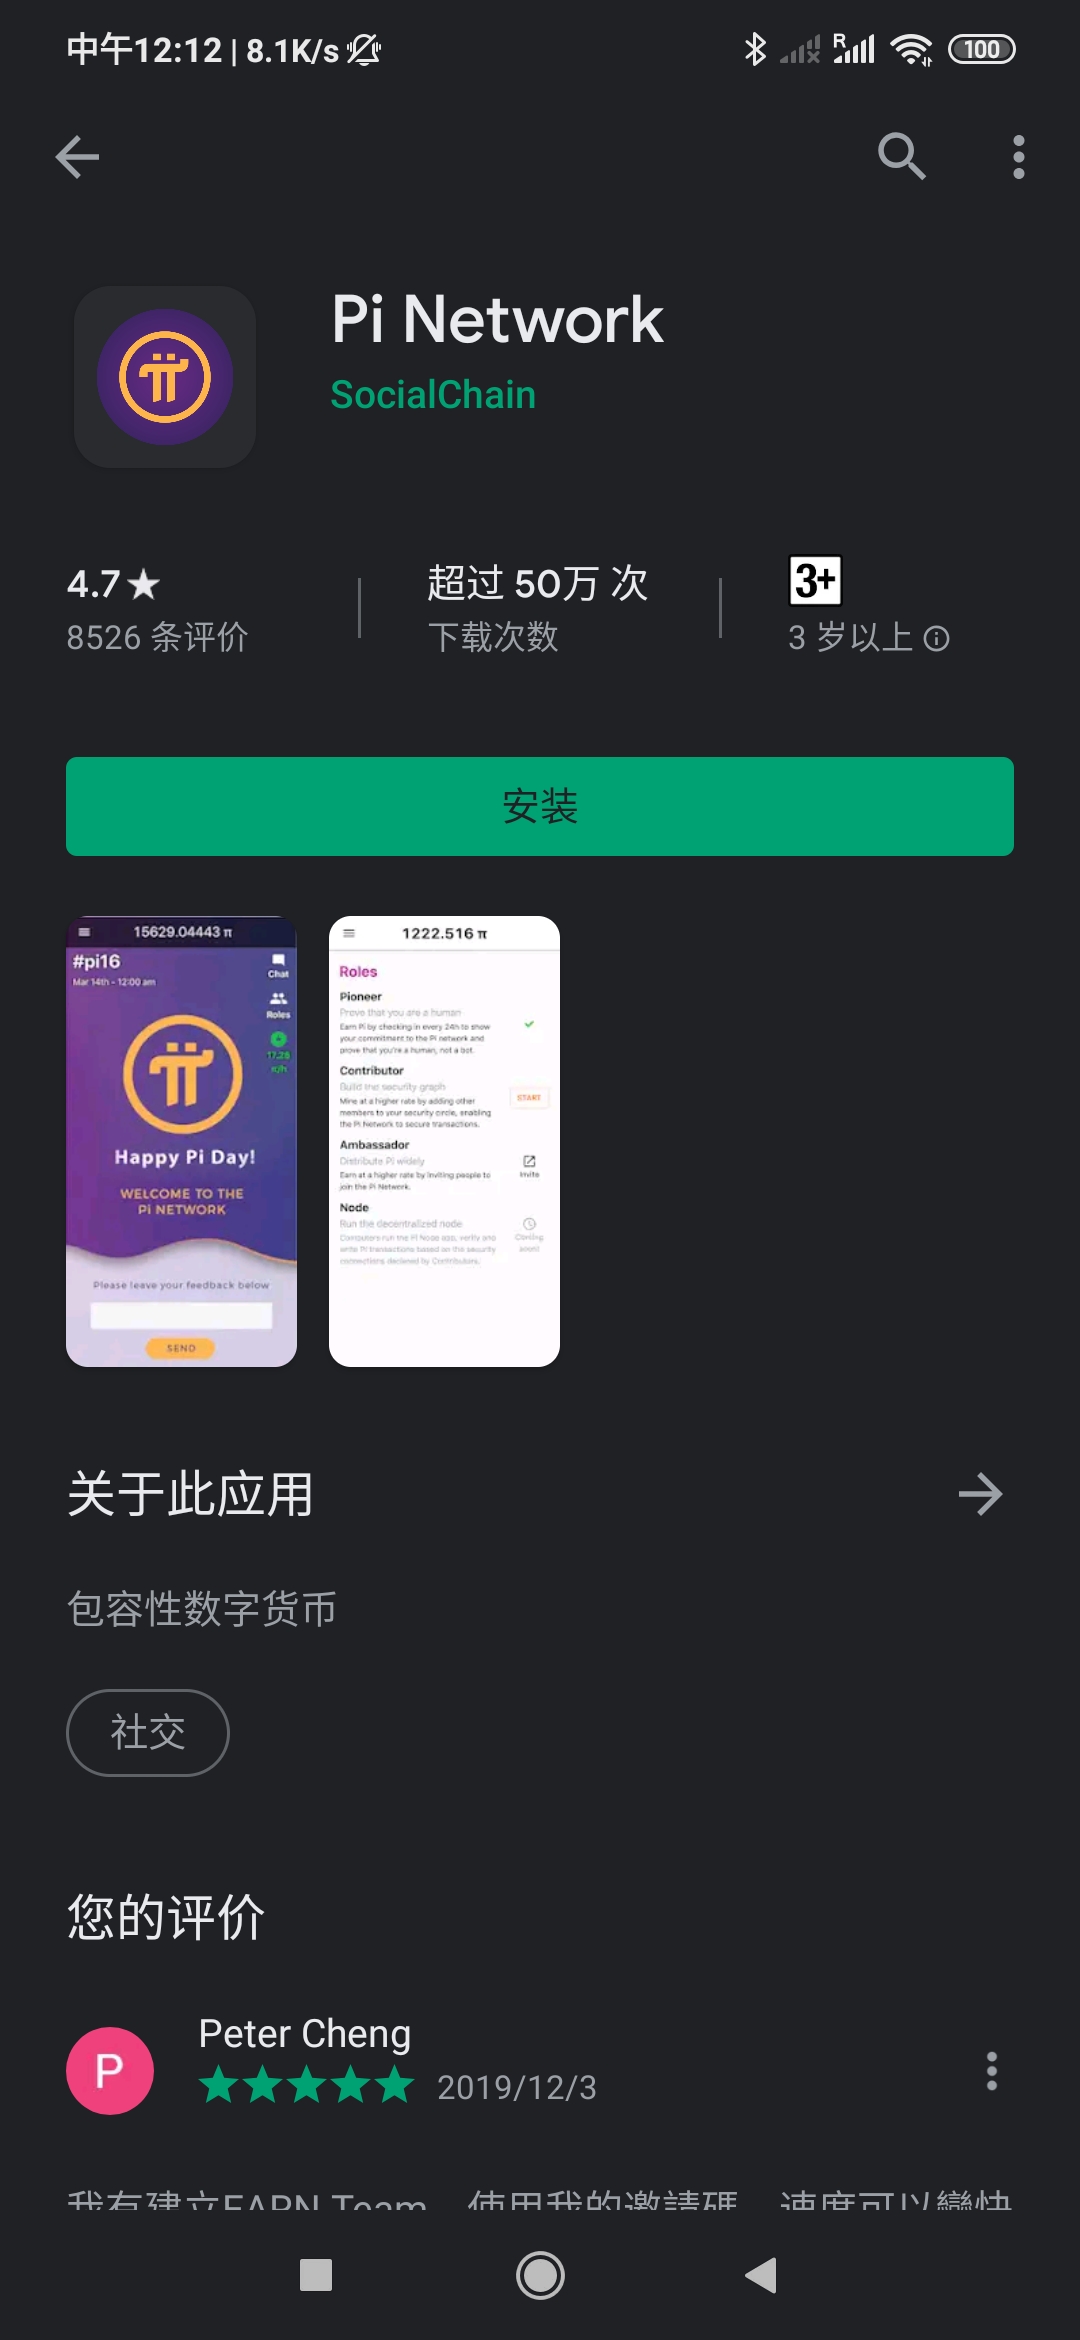 中午12:12 | 8.1K/s
R
100
Pi Network
SocialChain
4.7★
8526 条评价
超过 50万 次
下载次数
3+
3 岁以上
安装
15629.04443 π
#pi16
Mar 14th - 12:00 am
Chat
Roles
17.28
π/h
Happy Pi Day!
WELCOME TO THE
Pi NETWORK
Please leave your feedback below
SEND
1222.516 π
Roles
Pioneer
Prove that you are a human
Earn Pi by checking in every 24h to show
your commitment to the Pi network and
prove that you're a human, not a bot.
Contributor
Build the security graph
Mine at a higher rate by adding other
members to your security circle, enabling
the Pi Network to secure transactions.
START
Ambassador
Distribute Pi widely
Earn at a higher rate by inviting people to
join the Pi Network.
Invite
Node
Run the decentralized node
Computers run the Pi Node app, verify and
write Pi transactions based on the security
connections declared by Contributors.
Coming
soon!
关于此应用
包容性数字货币
社交
您的评价
P
Peter Cheng
2019/12/3
我有建立EARN Team，使用我的邀請碼，速度可以變快